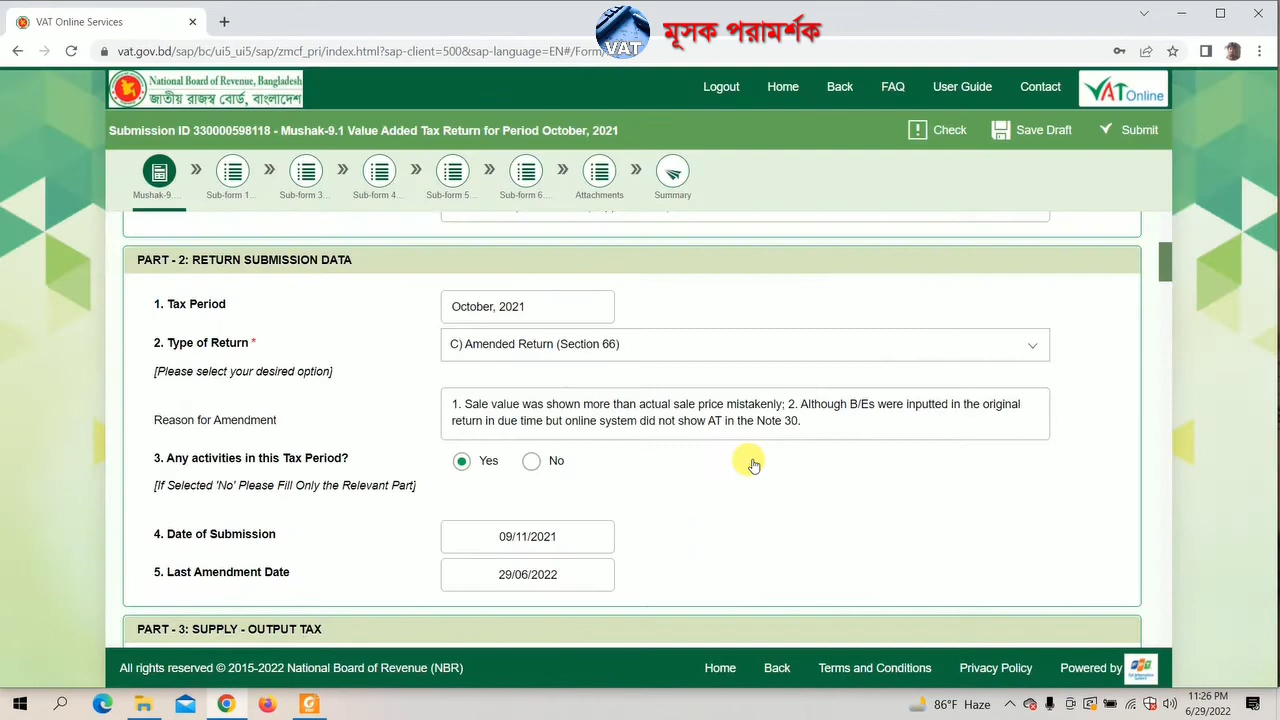 VAT Online Services
VAT
মূসক পরামর্শক
vat.gov.bd/sap/bc/ui5_ui5/sap/zmcf_pri/index.html?sap-client=500&sap-language=EN#/Form/
National Board of Revenue, Bangladesh
জাতীয় রাজস্ব বোর্ড, বাংলাদেশ
Logout Home Back FAQ User Guide Contact
VAT Online
Submission ID 330000598118 - Mushak-9.1 Value Added Tax Return for Period October, 2021
Check Save Draft Submit
Mushak-9.... Sub-form 1... Sub-form 3... Sub-form 4... Sub-form 5... Sub-form 6.... Attachments Summary
PART - 2: RETURN SUBMISSION DATA
1. Tax Period
October, 2021
2. Type of Return *
C) Amended Return (Section 66)
[Please select your desired option]
Reason for Amendment
1. Sale value was shown more than actual sale price mistakenly; 2. Although B/Es were inputted in the original
return in due time but online system did not show AT in the Note 30.
3. Any activities in this Tax Period?
Yes No
[If Selected 'No' Please Fill Only the Relevant Part]
4. Date of Submission
09/11/2021
5. Last Amendment Date
29/06/2022
PART - 3: SUPPLY - OUTPUT TAX
All rights reserved © 2015-2022 National Board of Revenue (NBR)
Home Back Terms and Conditions Privacy Policy Powered by
86°F Haze
11:26 PM
6/29/2022